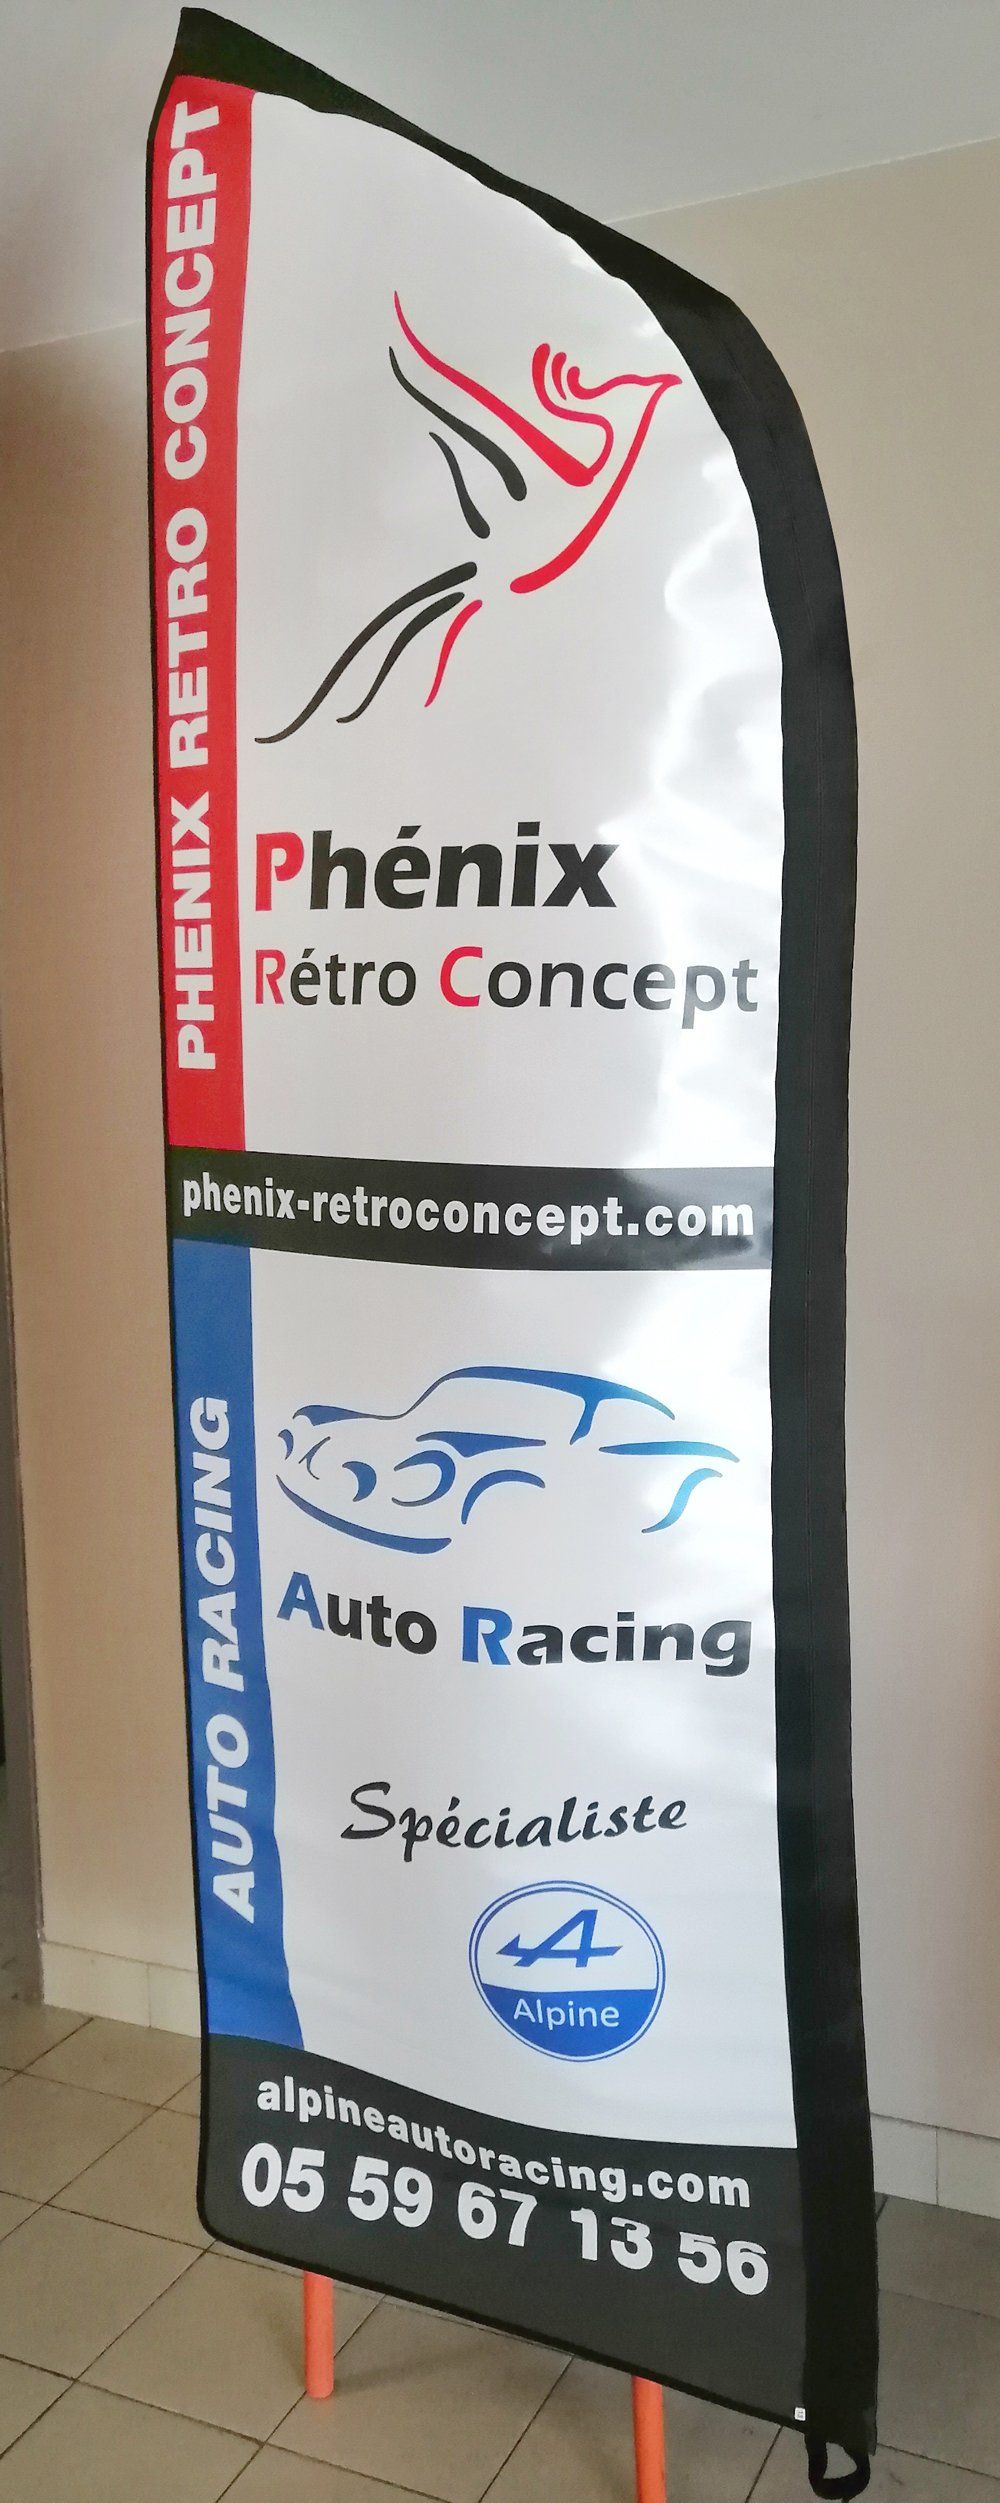 PHENIX RETRO CONCEPT
Phénix
Rétro Concept
phenix-retroconcept.com
AUTO RACING
Auto Racing
Spécialiste
A
Alpine
alpineautoracing.com
05 59 67 13 56